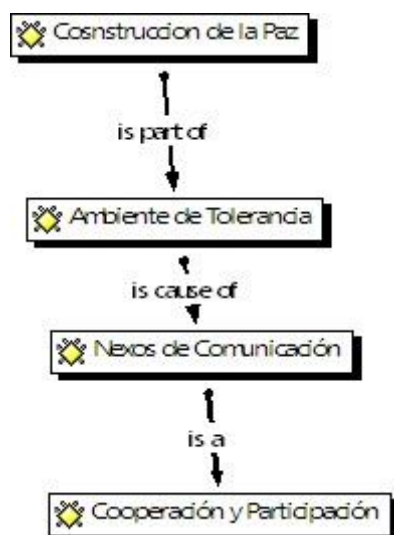 Cosnstruccion de la Paz
is part of
Ambiente de Tolerancia
is cause of
Nexos de Comunicación
is a
Cooperación y Participación